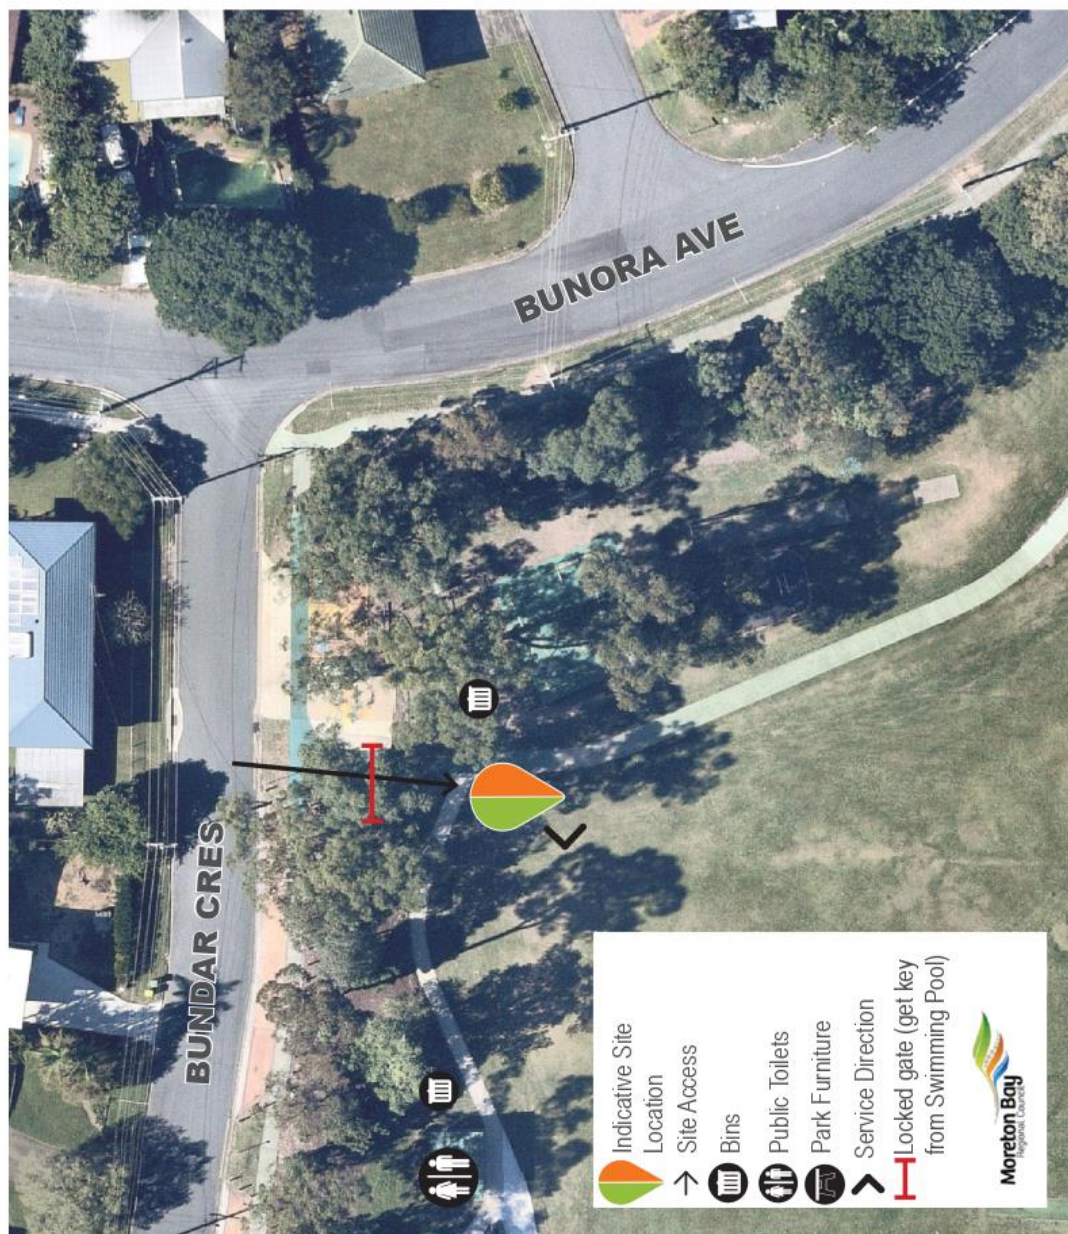 BUNORA AVE
BUNDAR CRES
Indicative Site
Location
Site Access
Bins
Public Toilets
Park Furniture
Service Direction
Locked gate (get key
from Swimming Pool)
Moreton Bay
Regional Council